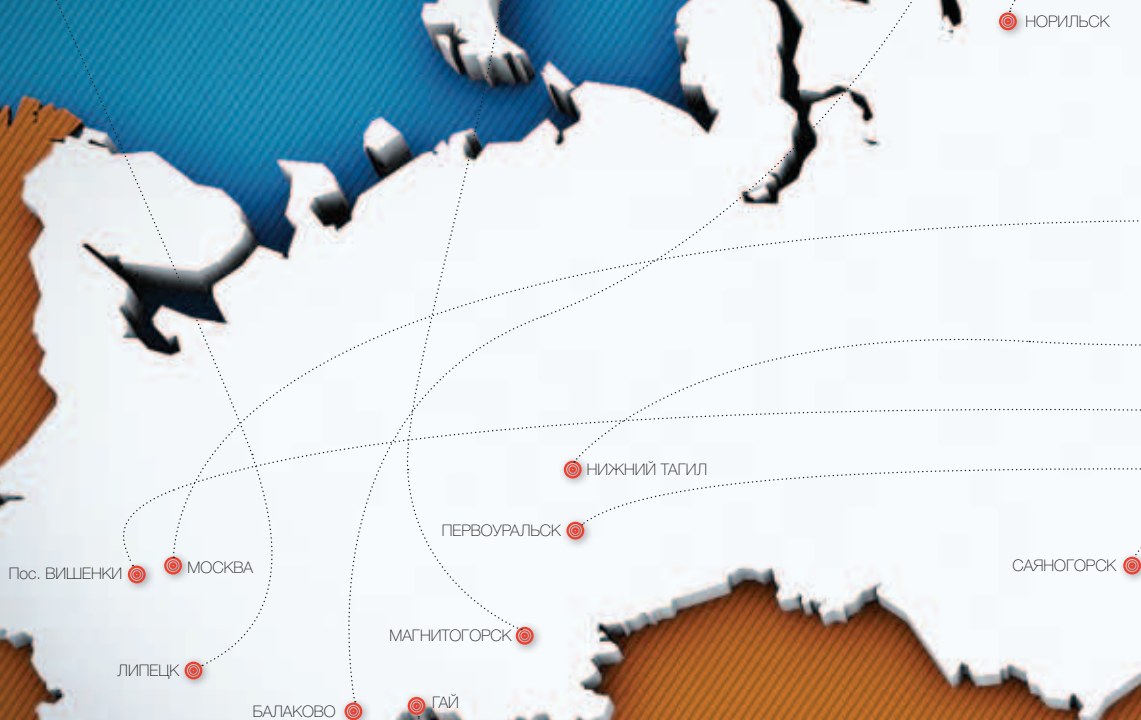 НОРИЛЬСК
НИЖНИЙ ТАГИЛ
ПЕРВОУРАЛЬСК
Пос. ВИШЕНКИ
МОСКВА
САЯНОГОРСК
МАГНИТОГОРСК
ЛИПЕЦК
БАЛАКОВО
ГАЙ